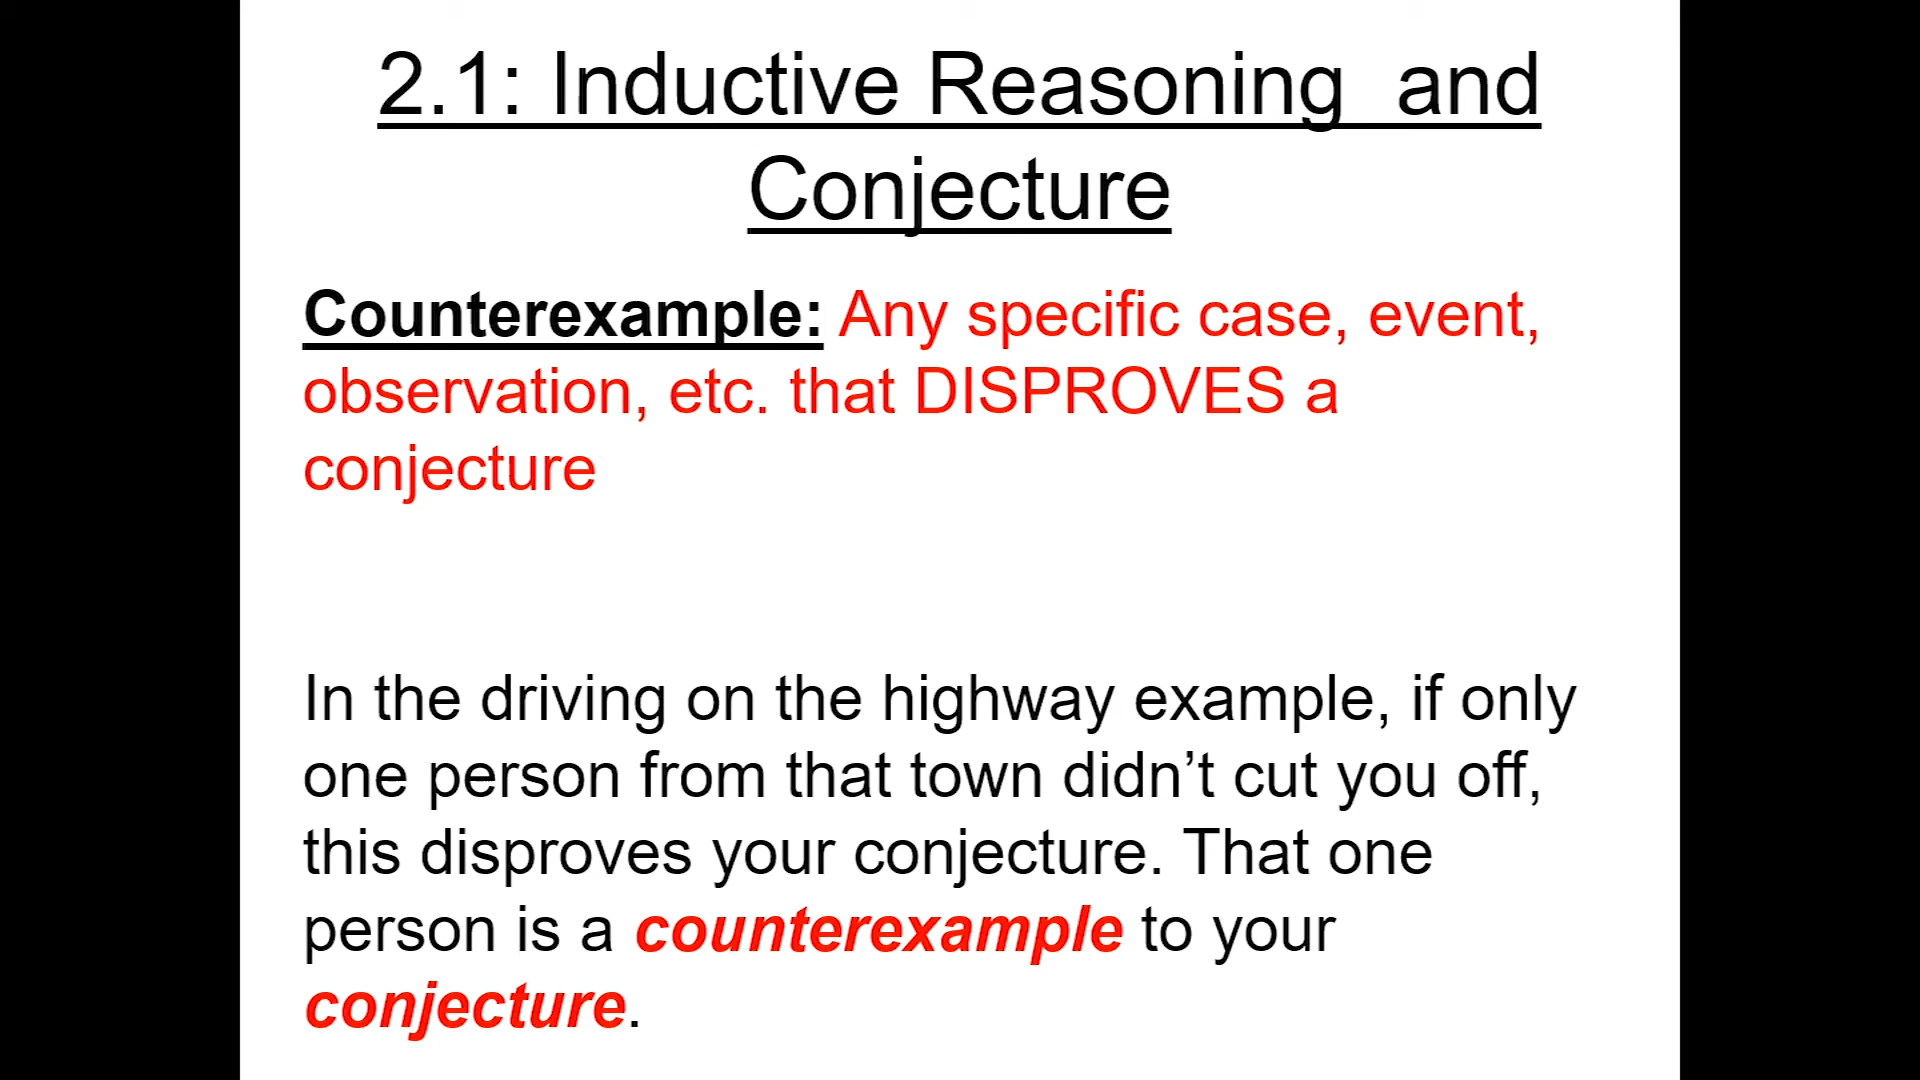 2.1: Inductive Reasoning  and
Conjecture
Counterexample: Any specific case, event,
observation, etc. that DISPROVES a
conjecture
In the driving on the highway example, if only
one person from that town didn’t cut you off,
this disproves your conjecture. That one
person is a counterexample to your
conjecture.